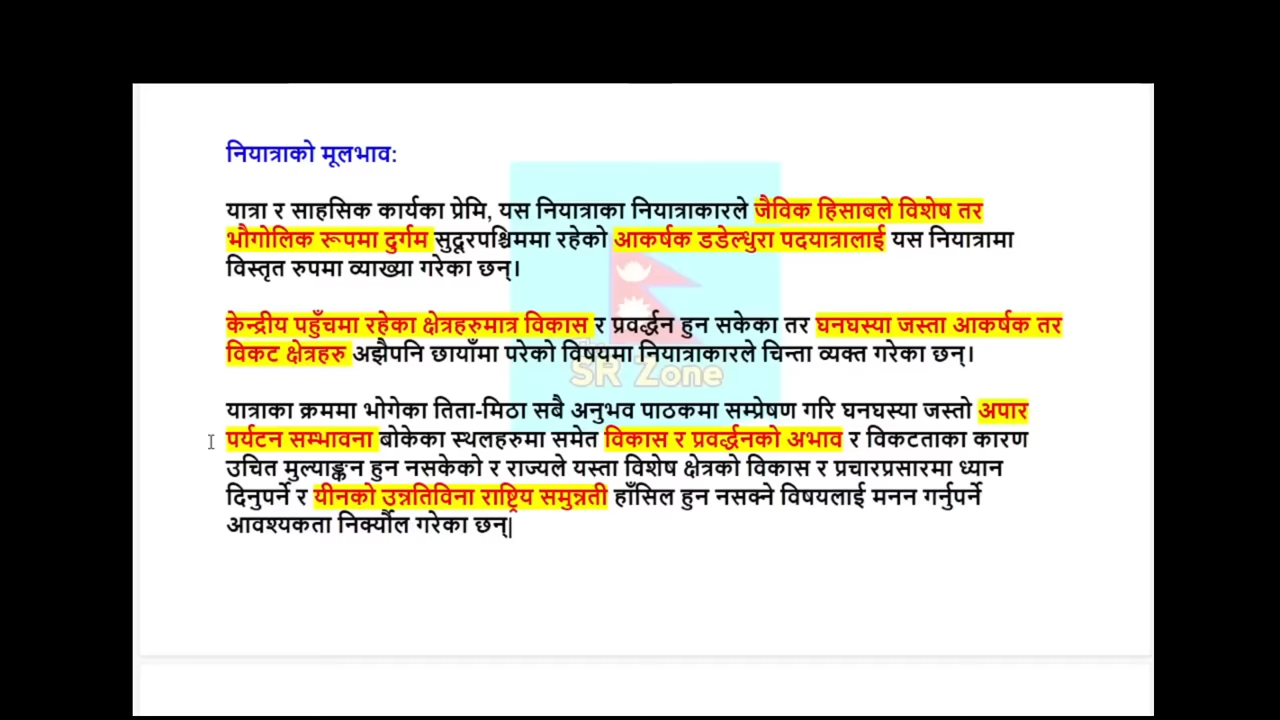 नियात्राको मूलभाव:
यात्रा र साहसिक कार्यका प्रेमि, यस नियात्राका नियात्राकारले जैविक हिसाबले विशेष तर
भौगोलिक रूपमा दुर्गम सुदूरपश्चिममा रहेको आकर्षक डडेल्धुरा पदयात्रालाई यस नियात्रामा
विस्तृत रुपमा व्याख्या गरेका छन्।
केन्द्रीय पहुँचमा रहेका क्षेत्रहरुमात्र विकास र प्रवर्द्धन हुन सकेका तर घनघस्या जस्ता आकर्षक तर
विकट क्षेत्रहरु अझैपनि छायाँमा परेको विषयमा नियात्राकारले चिन्ता व्यक्त गरेका छन्।
SR Zone
यात्राका क्रममा भोगेका तिता-मिठा सबै अनुभव पाठकमा सम्प्रेषण गरि घनघस्या जस्तो अपार
पर्यटन सम्भावना बोकेका स्थलहरुमा समेत विकास र प्रवर्द्धनको अभाव र विकटताका कारण
उचित मुल्याङ्कन हुन नसकेको र राज्यले यस्ता विशेष क्षेत्रको विकास र प्रचारप्रसारमा ध्यान
दिनुपर्ने र यीनको उन्नतिविना राष्ट्रिय समुन्नती हाँसिल हुन नसक्ने विषयलाई मनन गर्नुपर्ने
आवश्यकता निर्क्यौल गरेका छन्